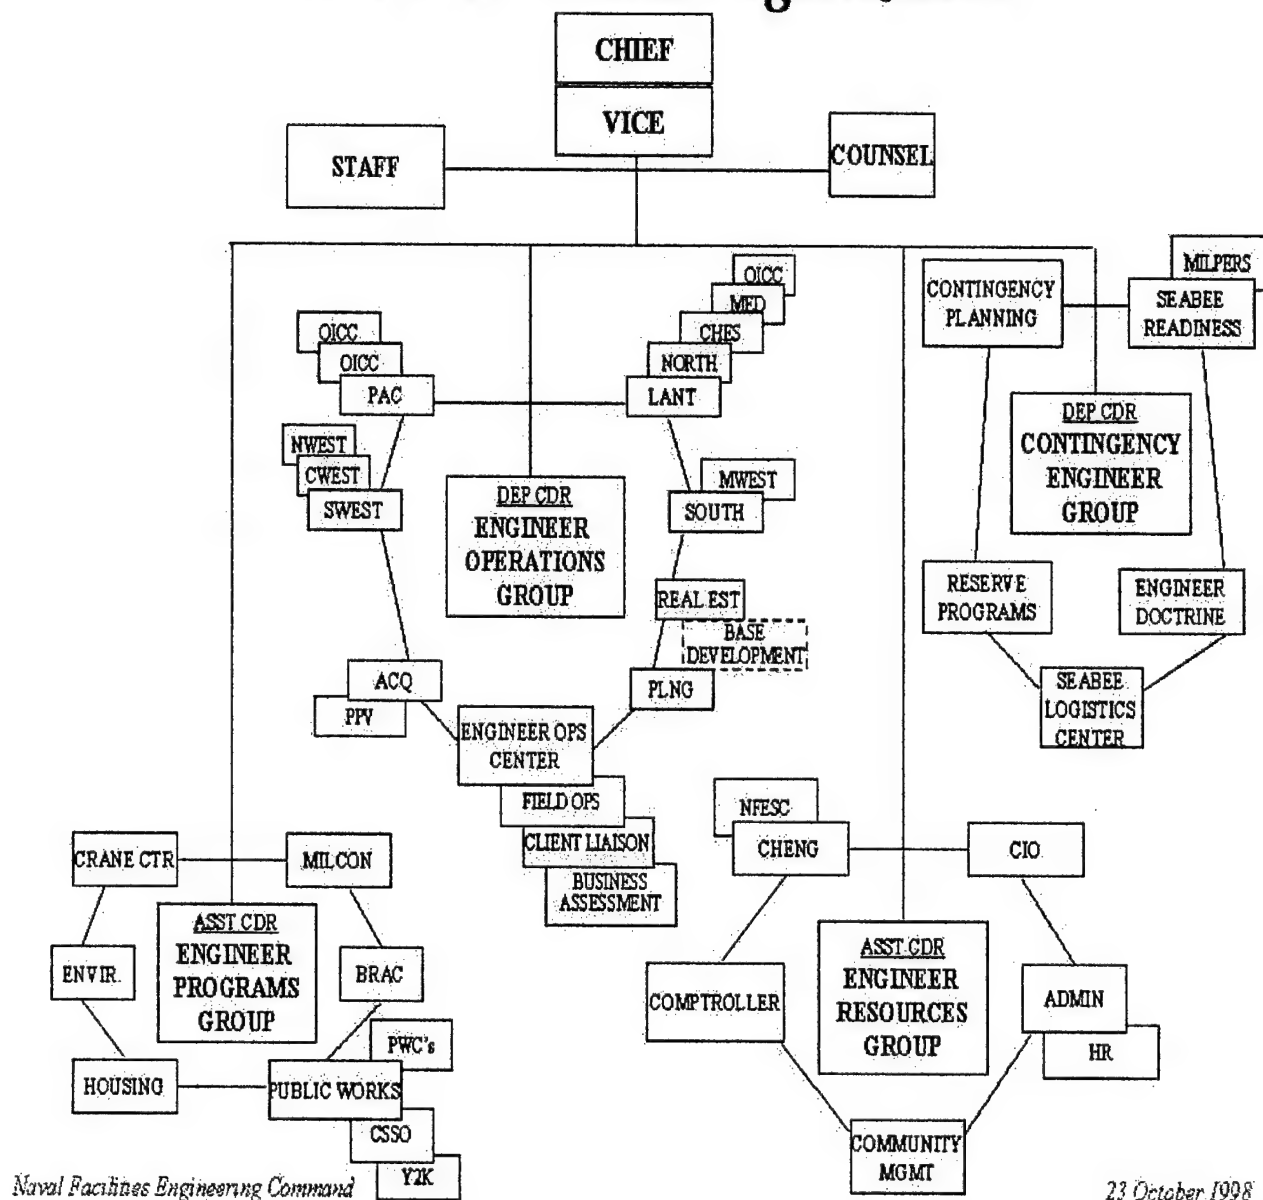 CHIEF
VICE
STAFF
COUNSEL
OICC
OICC
PAC
NWEST
CWEST
SWEST
OICC
MED
CHES
NORTH
LANT
MWEST
SOUTH
DEP CDR
ENGINEER
OPERATIONS
GROUP
REAL EST
BASE
DEVELOPMENT
PLNG
ACQ
PPV
ENGINEER OPS
CENTER
FIELD OPS
CLIENT LIAISON
BUSINESS
ASSESSMENT
CONTINGENCY
PLANNING
MILPERS
SEABEE
READINESS
DEP CDR
CONTINGENCY
ENGINEER
GROUP
RESERVE
PROGRAMS
ENGINEER
DOCTRINE
SEABEE
LOGISTICS
CENTER
CRANE CTR
MILCON
ASST CDR
ENGINEER
PROGRAMS
GROUP
ENVIR.
BRAC
HOUSING
PWC's
PUBLIC WORKS
CSSO
Y2K
NFESC
CHENG
CIO
ASST CDR
ENGINEER
RESOURCES
GROUP
COMPTROLLER
ADMIN
HR
COMMUNITY
MGMT
Naval Facilities Engineering Command
23 October 1998